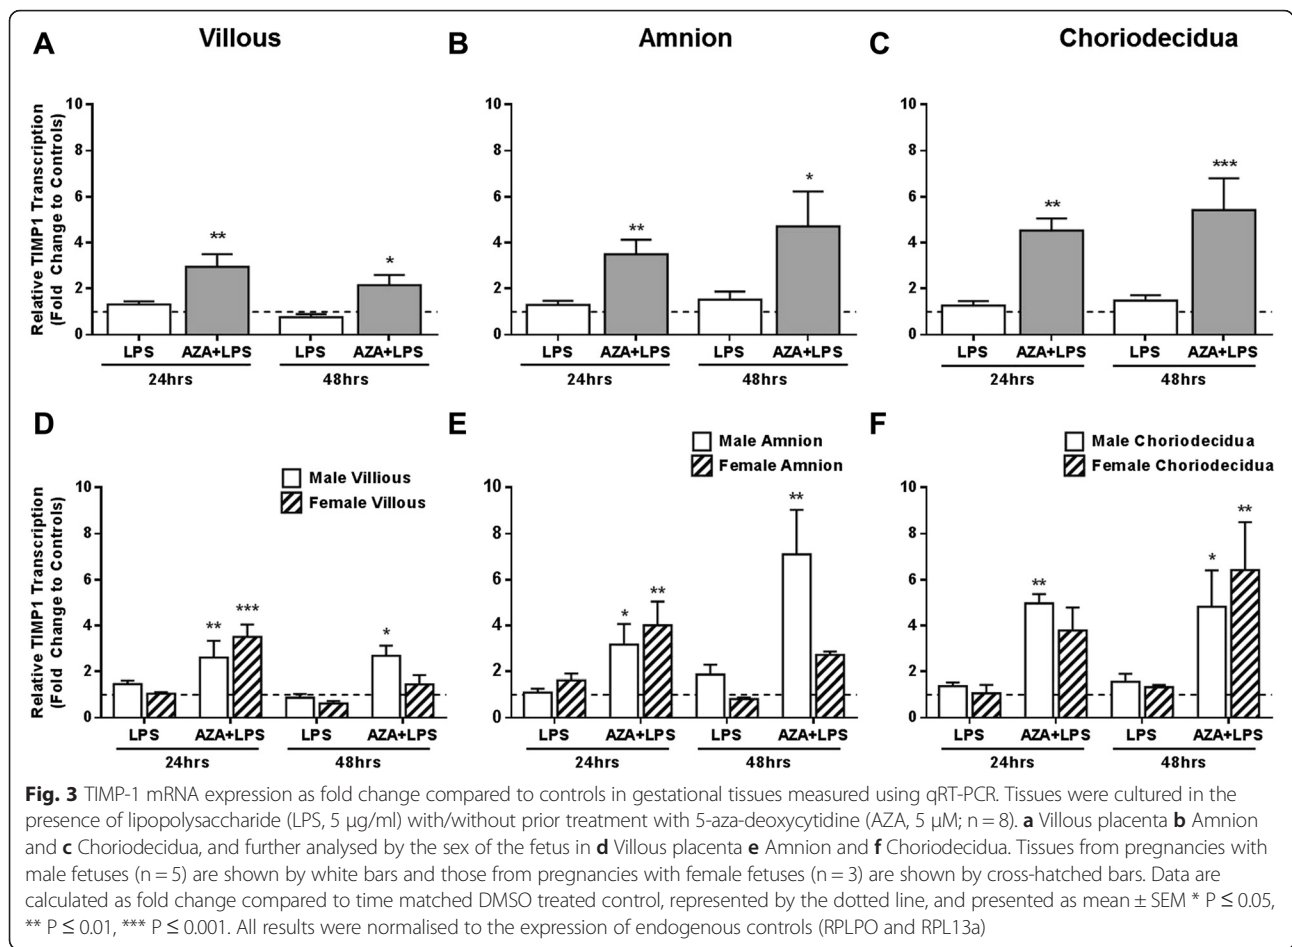 A Villous
B Amnion
C Choriodecidua
Relative TIMP1 Transcription
(Fold Change to Controls)
10
8
6
4
2
0
**
*
LPS AZA+LPS LPS AZA+LPS
24hrs 48hrs
10
8
6
4
2
0
**
*
LPS AZA+LPS LPS AZA+LPS
24hrs 48hrs
10
8
6
4
2
0
**
***
LPS AZA+LPS LPS AZA+LPS
24hrs 48hrs
D
Male Villious
Female Villous
Relative TIMP1 Transcription
(Fold Change to Controls)
10
8
6
4
2
0
** *** *
LPS AZA+LPS LPS AZA+LPS
24hrs 48hrs
E
Male Amnion
Female Amnion
10
8
6
4
2
0
* ** **
LPS AZA+LPS LPS AZA+LPS
24hrs 48hrs
F
Male Choriodecidua
Female Choriodecidua
10
8
6
4
2
0
** * **
LPS AZA+LPS LPS AZA+LPS
24hrs 48hrs
Fig. 3 TIMP-1 mRNA expression as fold change compared to controls in gestational tissues measured using qRT-PCR. Tissues were cultured in the
presence of lipopolysaccharide (LPS, 5 μg/ml) with/without prior treatment with 5-aza-deoxycytidine (AZA, 5 μM; n = 8). a Villous placenta b Amnion
and c Choriodecidua, and further analysed by the sex of the fetus in d Villous placenta e Amnion and f Choriodecidua. Tissues from pregnancies with
male fetuses (n = 5) are shown by white bars and those from pregnancies with female fetuses (n = 3) are shown by cross-hatched bars. Data are
calculated as fold change compared to time matched DMSO treated control, represented by the dotted line, and presented as mean ± SEM * P ≤ 0.05,
** P ≤ 0.01, *** P ≤ 0.001. All results were normalised to the expression of endogenous controls (RPLPO and RPL13a)